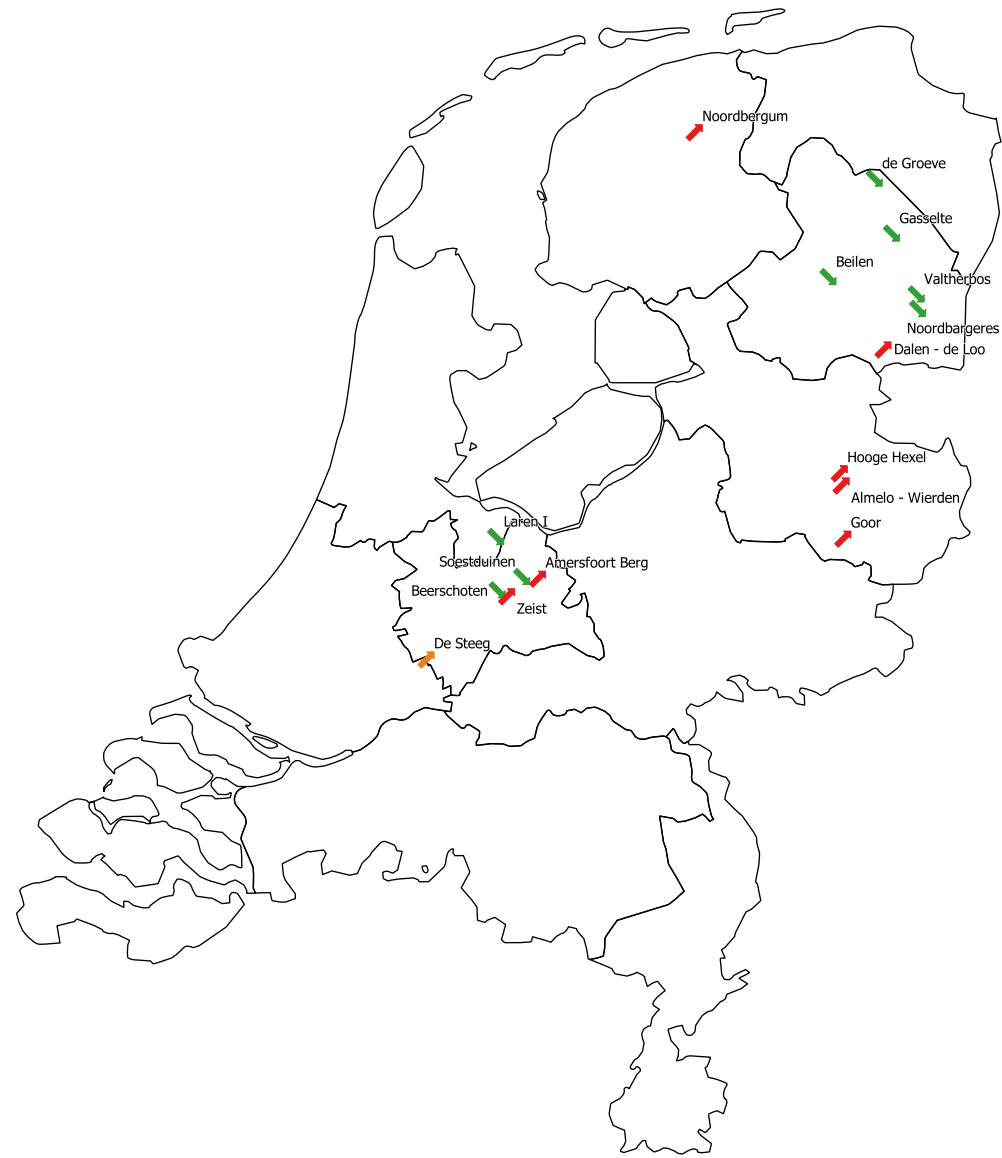 Noordbergum
de Groeve
Gasselte
Beilen
Valtherbos
Noordbargeres
Dalen - de Loo
Hooge Hexel
Almelo - Wierden
Goor
Laren I
Soestduinen
Amersfoort Berg
Beerschoten
Zeist
De Steeg